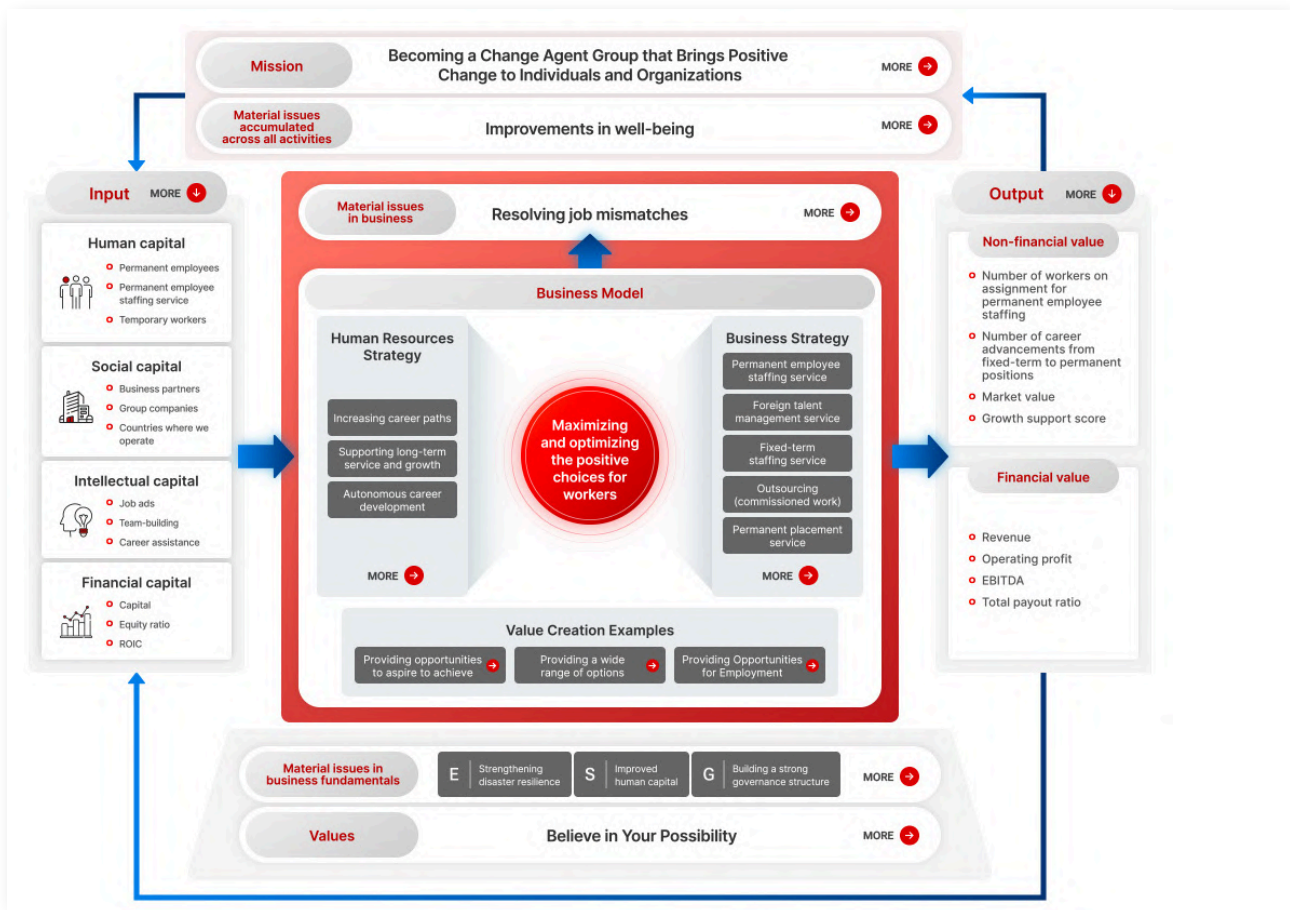 Mission
Becoming a Change Agent Group that Brings Positive
Change to Individuals and Organizations
MORE
Material issues
accumulated
across all activities
Improvements in well-being
MORE
Input
MORE
Human capital
Permanent employees
Permanent employee
staffing service
Temporary workers
Social capital
Business partners
Group companies
Countries where we
operate
Intellectual capital
Job ads
Team-building
Career assistance
Financial capital
Capital
Equity ratio
ROIC
Material issues
in business
Resolving job mismatches
MORE
Business Model
Human Resources
Strategy
Increasing career paths
Supporting long-term
service and growth
Autonomous career
development
MORE
Maximizing
and optimizing
the positive
choices for
workers
Business Strategy
Permanent employee
staffing service
Foreign talent
management service
Fixed-term
staffing service
Outsourcing
(commissioned work)
Permanent placement
service
MORE
Value Creation Examples
Providing opportunities
to aspire to achieve
Providing a wide
range of options
Providing Opportunities
for Employment
Output
MORE
Non-financial value
Number of workers on
assignment for
permanent employee
staffing
Number of career
advancements from
fixed-term to permanent
positions
Market value
Growth support score
Financial value
Revenue
Operating profit
EBITDA
Total payout ratio
Material issues in
business fundamentals
E
Strengthening
disaster resilience
S
Improved
human capital
G
Building a strong
governance structure
MORE
Values
Believe in Your Possibility
MORE